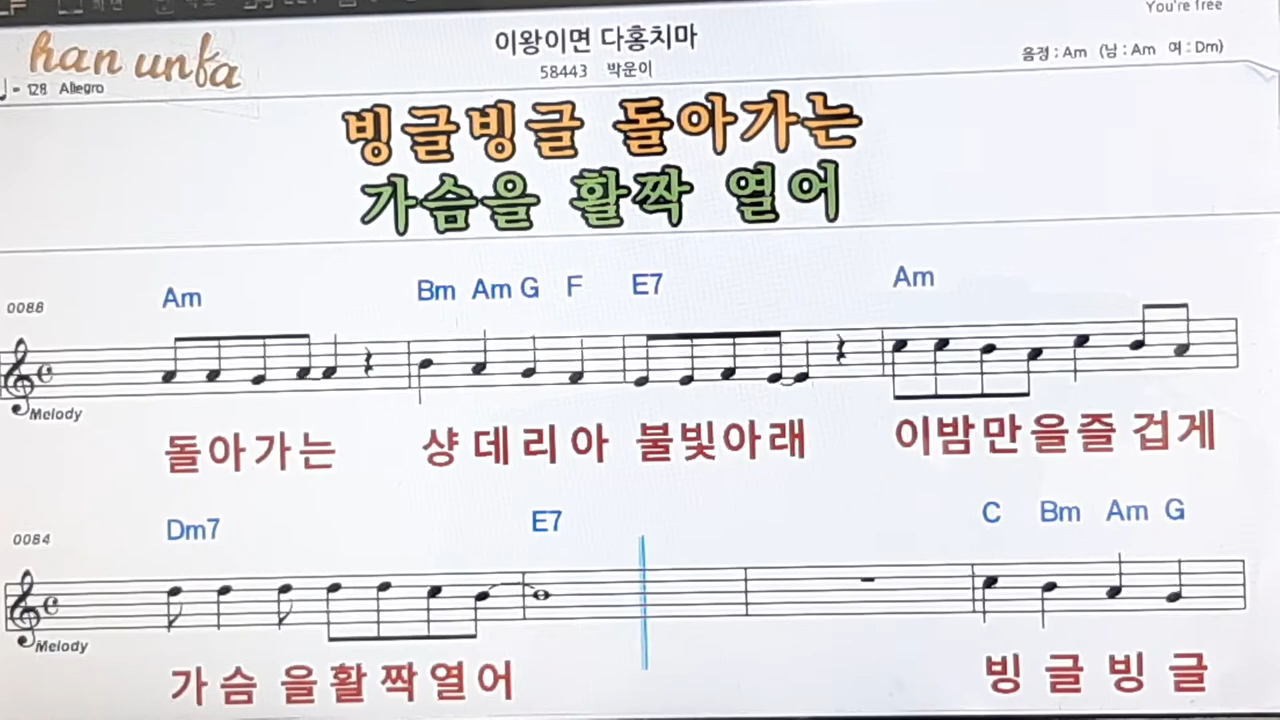 You're free
han unfa
이왕이면 다홍치마
58443 박운이
음정 : Am (남 : Am 여 : Dm)
♩ = 128 Allegro
빙글빙글 돌아가는
가슴을 활짝 열어
0088
Am Bm Am G F E7 Am
Melody
돌아가는 샹데리아 불빛아래 이밤만을즐겁게
0084
Dm7 E7 C Bm Am G
Melody
가슴을활짝열어 빙글빙글